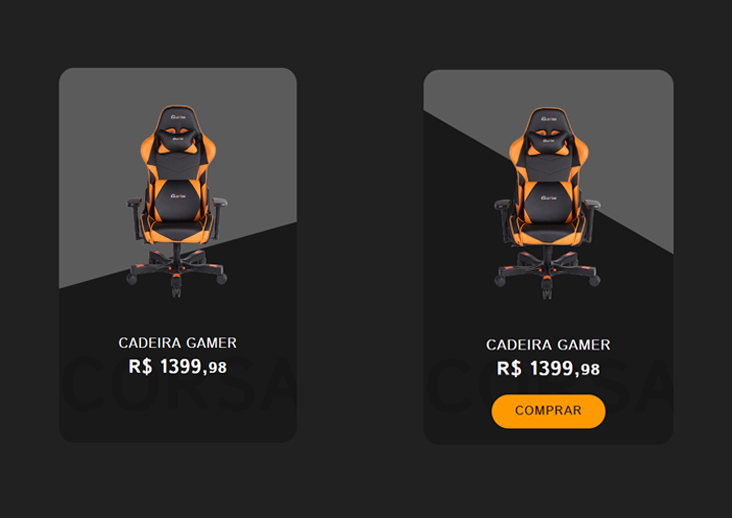 CADEIRA GAMER
R$ 1399,98
CORSA
CADEIRA GAMER
R$ 1399,98
COMPRAR
CORSA